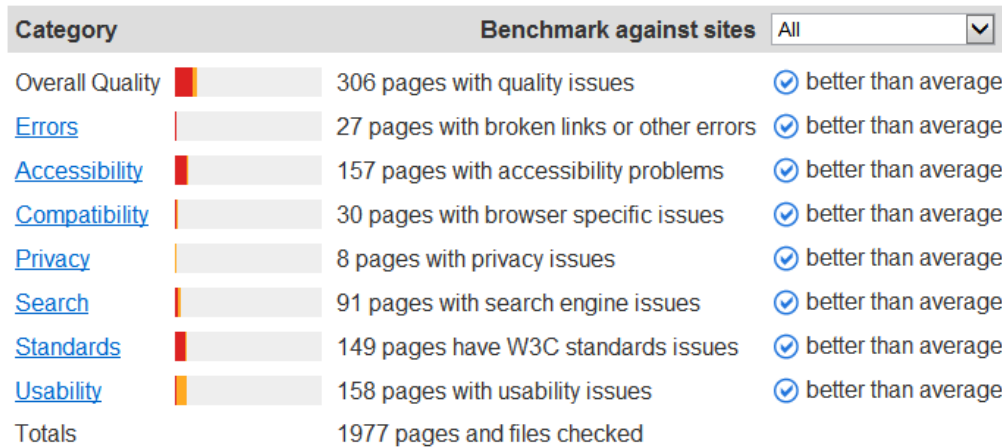 Category Benchmark against sites All
Overall Quality 306 pages with quality issues better than average
Errors 27 pages with broken links or other errors better than average
Accessibility 157 pages with accessibility problems better than average
Compatibility 30 pages with browser specific issues better than average
Privacy 8 pages with privacy issues better than average
Search 91 pages with search engine issues better than average
Standards 149 pages have W3C standards issues better than average
Usability 158 pages with usability issues better than average
Totals 1977 pages and files checked